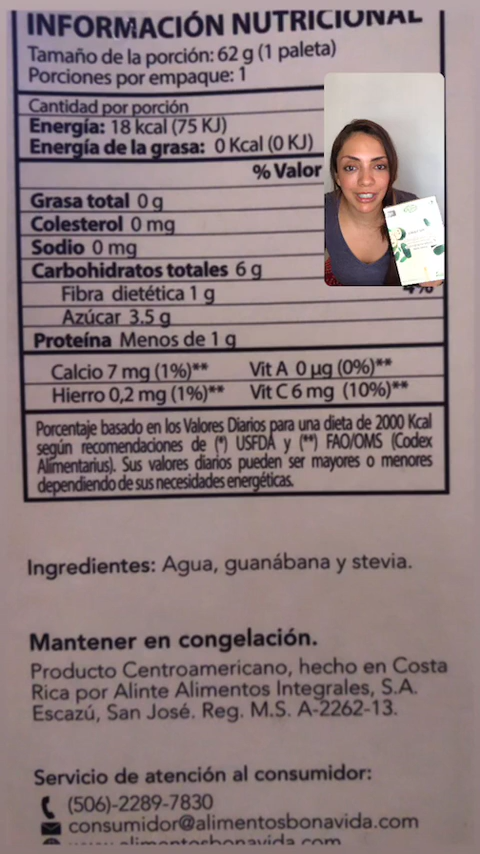 INFORMACIÓN NUTRICIONAL
Tamaño de la porción: 62 g (1 paleta)
Porciones por empaque: 1
Cantidad por porción
Energía: 18 kcal (75 KJ)
Energía de la grasa: 0 Kcal (0 KJ)
% Valor
Grasa total 0 g
Colesterol 0 mg
Sodio 0 mg
Carbohidratos totales 6 g
Fibra dietética 1 g 4%
Azúcar 3.5 g
Proteína Menos de 1 g
Calcio 7 mg (1%)** Vit A 0 µg (0%)**
Hierro 0,2 mg (1%)** Vit C 6 mg (10%)**
Porcentaje basado en los Valores Diarios para una dieta de 2000 Kcal
según recomendaciones de (*) USFDA y (**) FAO/OMS (Codex
Alimentarius). Sus valores diarios pueden ser mayores o menores
dependiendo de sus necesidades energéticas.
Ingredientes: Agua, guanábana y stevia.
Mantener en congelación.
Producto Centroamericano, hecho en Costa
Rica por Alinte Alimentos Integrales, S.A.
Escazú, San José. Reg. M.S. A-2262-13.
Servicio de atención al consumidor:
(506)-2289-7830
consumidor@alimentosbonavida.com
www.alimentosbonavida.com